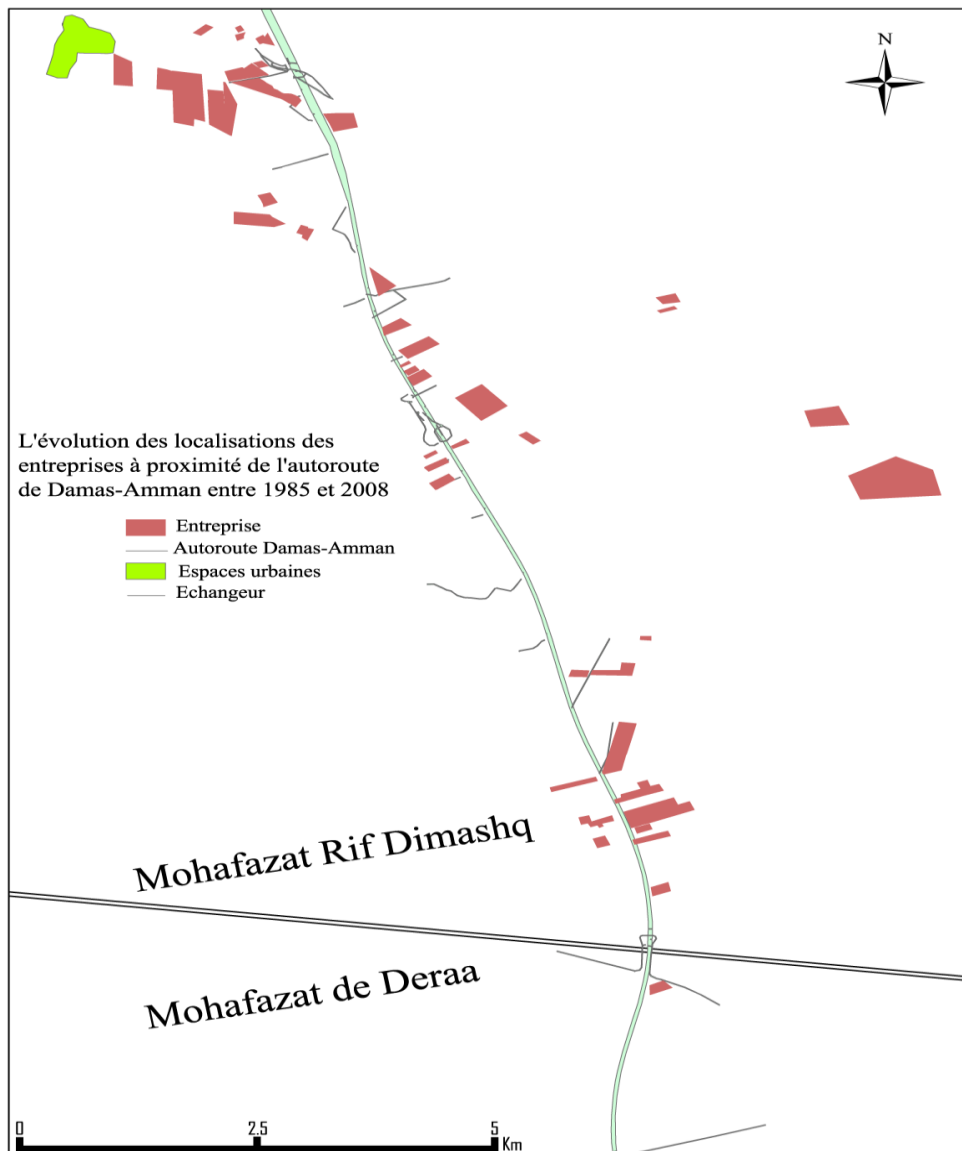 N
L'évolution des localisations des
entreprises à proximité de l'autoroute
de Damas-Amman entre 1985 et 2008
Entreprise
Autoroute Damas-Amman
Espaces urbaines
Echangeur
Mohafazat Rif Dimashq
Mohafazat de Deraa
0 2.5 5
Km